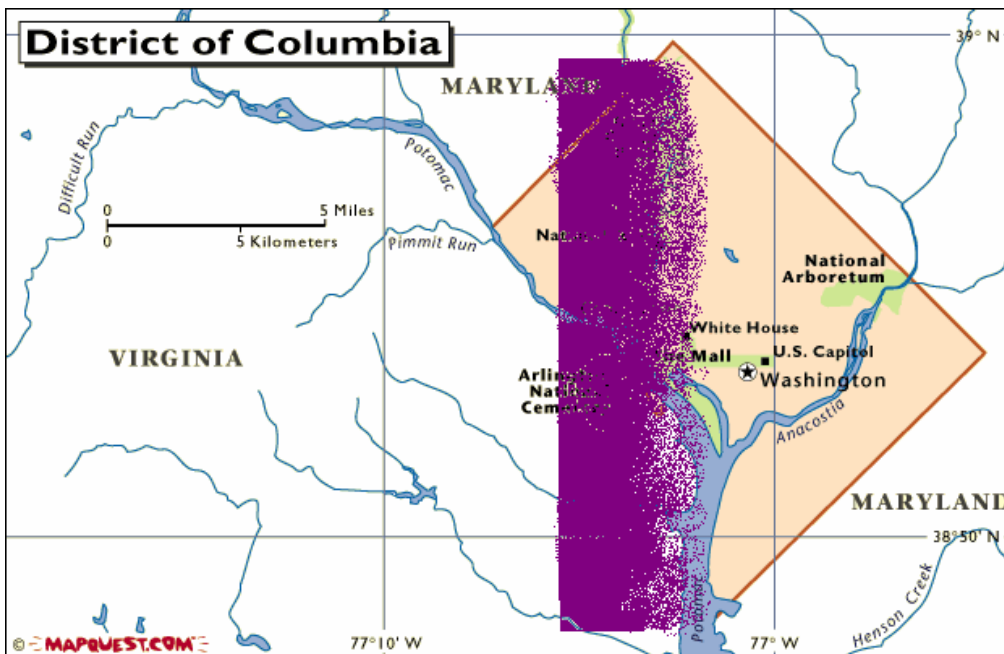 District of Columbia
39° N
MARYLAND
Difficult Run
Potomac
0 5 Miles
0 5 Kilometers
Pimmit Run
National
Arboretum
White House
Mall
U.S. Capitol
VIRGINIA
Washington
Anacostia
MARYLAND
38°50' N
Potomac
Henson Creek
© MAPQUEST.COM
77°10' W
77° W